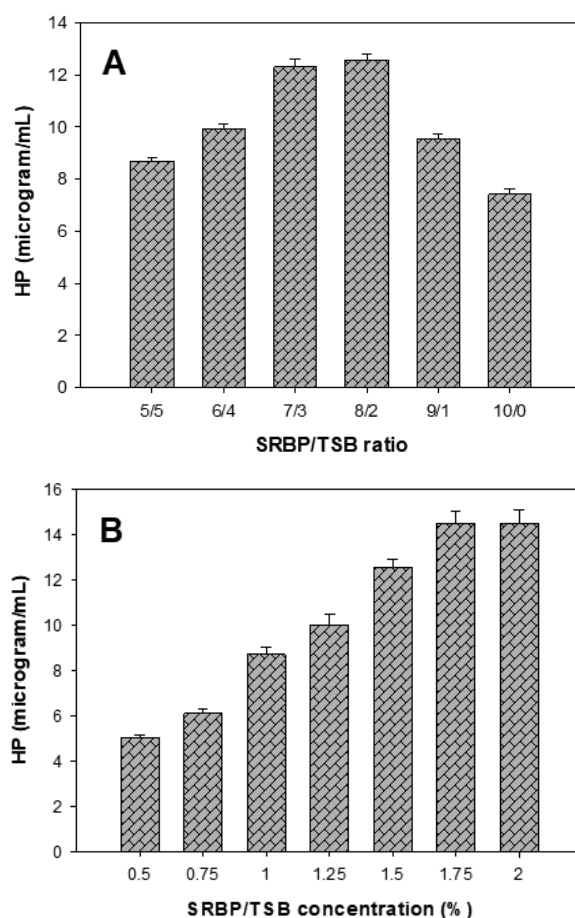 14
A
12
10
8
6
4
2
0
HP (microgram/mL)
5/5 6/4 7/3 8/2 9/1 10/0
SRBP/TSB ratio
16
B
14
12
10
8
6
4
2
0
HP (microgram/mL)
0.5 0.75 1 1.25 1.5 1.75 2
SRBP/TSB concentration (%)